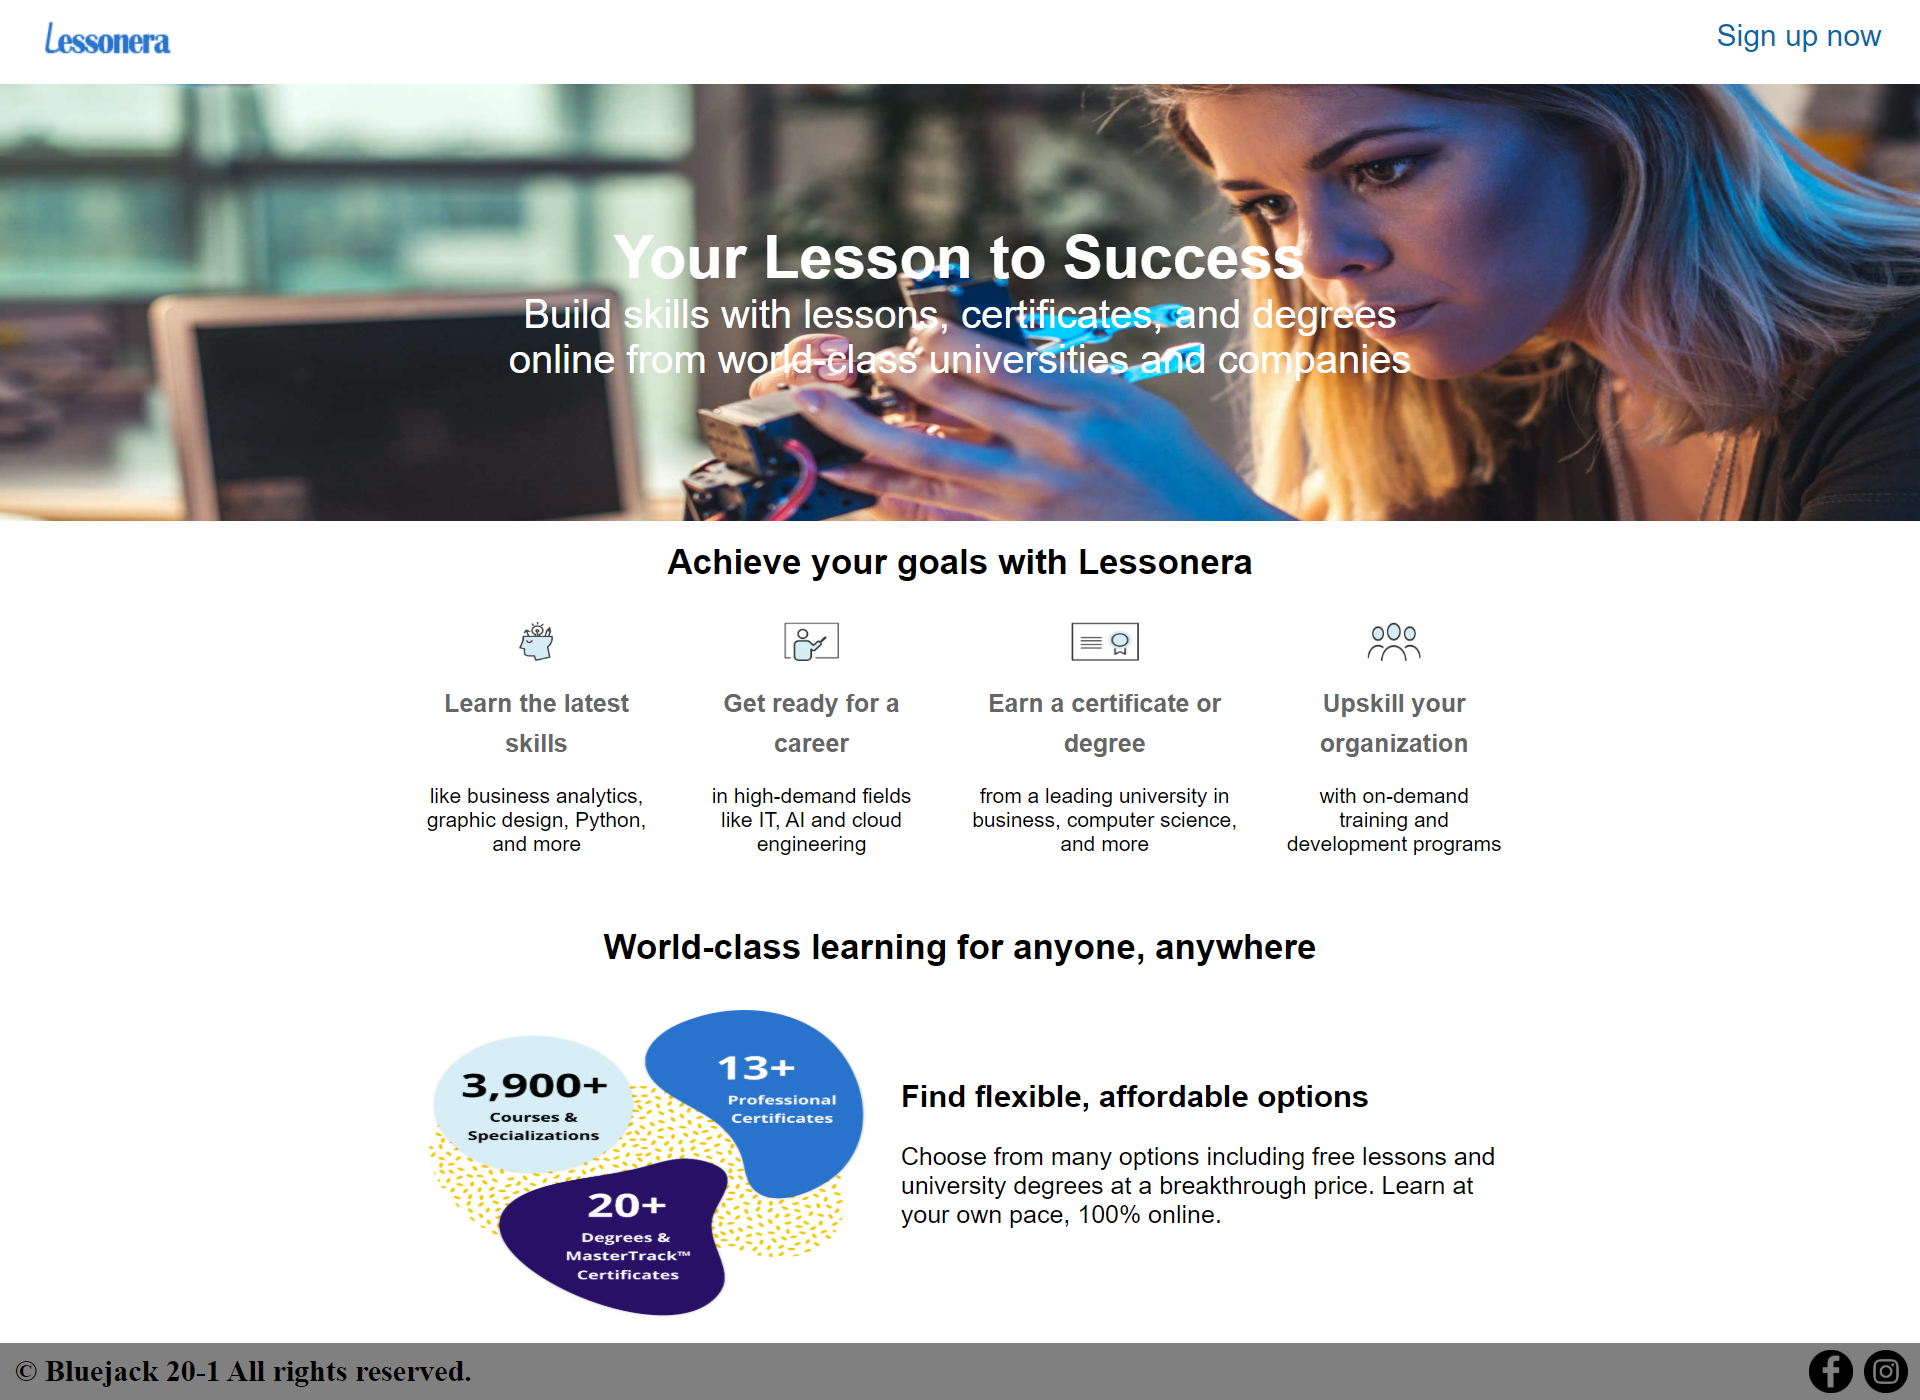 Lessonera
Sign up now
Your Lesson to Success
Build skills with lessons, certificates, and degrees
online from world-class universities and companies
Achieve your goals with Lessonera
Learn the latest
skills
like business analytics,
graphic design, Python,
and more
Get ready for a
career
in high-demand fields
like IT, AI and cloud
engineering
Earn a certificate or
degree
from a leading university in
business, computer science,
and more
Upskill your
organization
with on-demand
training and
development programs
World-class learning for anyone, anywhere
3,900+
Courses &
Specializations
13+
Professional
Certificates
20+
Degrees &
MasterTrack™
Certificates
Find flexible, affordable options
Choose from many options including free lessons and
university degrees at a breakthrough price. Learn at
your own pace, 100% online.
© Bluejack 20-1 All rights reserved.